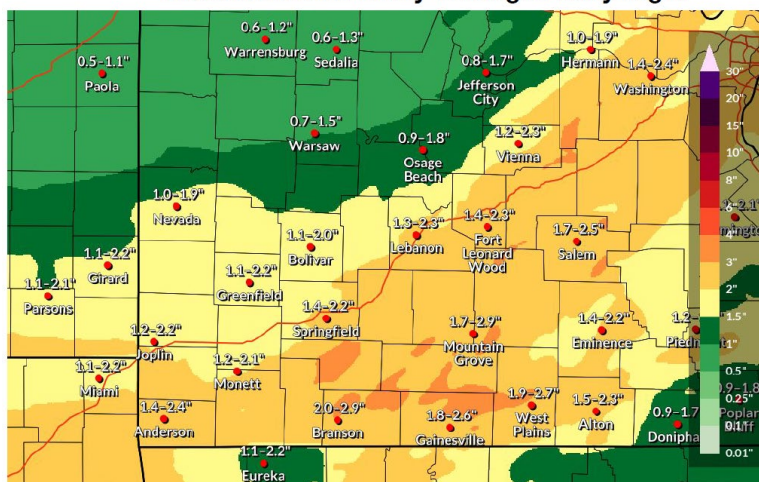 0.6–1.2"
Warrensburg
0.6–1.3"
Sedalia
1.0–1.9"
Hermann
0.5–1.1"
Paola
0.8–1.7"
Jefferson
City
1.4–2.4"
Washington
0.7–1.5"
Warsaw
0.9–1.8"
Osage
Beach
1.2–2.3"
Vienna
1.0–1.9"
Nevada
1.1–2.0"
Bolivar
1.3–2.3"
Lebanon
1.4–2.3"
Fort
Leonard
Wood
1.7–2.5"
Salem
1.1–2.2"
Girard
1.1–2.1"
Parsons
1.1–2.2"
Greenfield
1.4–2.2"
Springfield
1.7–2.9"
Mountain
Grove
1.4–2.2"
Eminence
1.2–2.2"
Joplin
1.1–2.2"
Miami
1.2–2.1"
Monett
1.4–2.4"
Anderson
2.0–2.9"
Branson
1.8–2.6"
Gainesville
1.9–2.7"
West
Plains
1.5–2.3"
Alton
0.9–1.7"
Doniphan
0.9–1.8"
Poplar
Bluff
1.1–2.2"
Eureka
30"
20"
15"
10"
8"
6"
4"
3"
2"
1.5"
1"
0.5"
0.25"
0.1"
0.01"